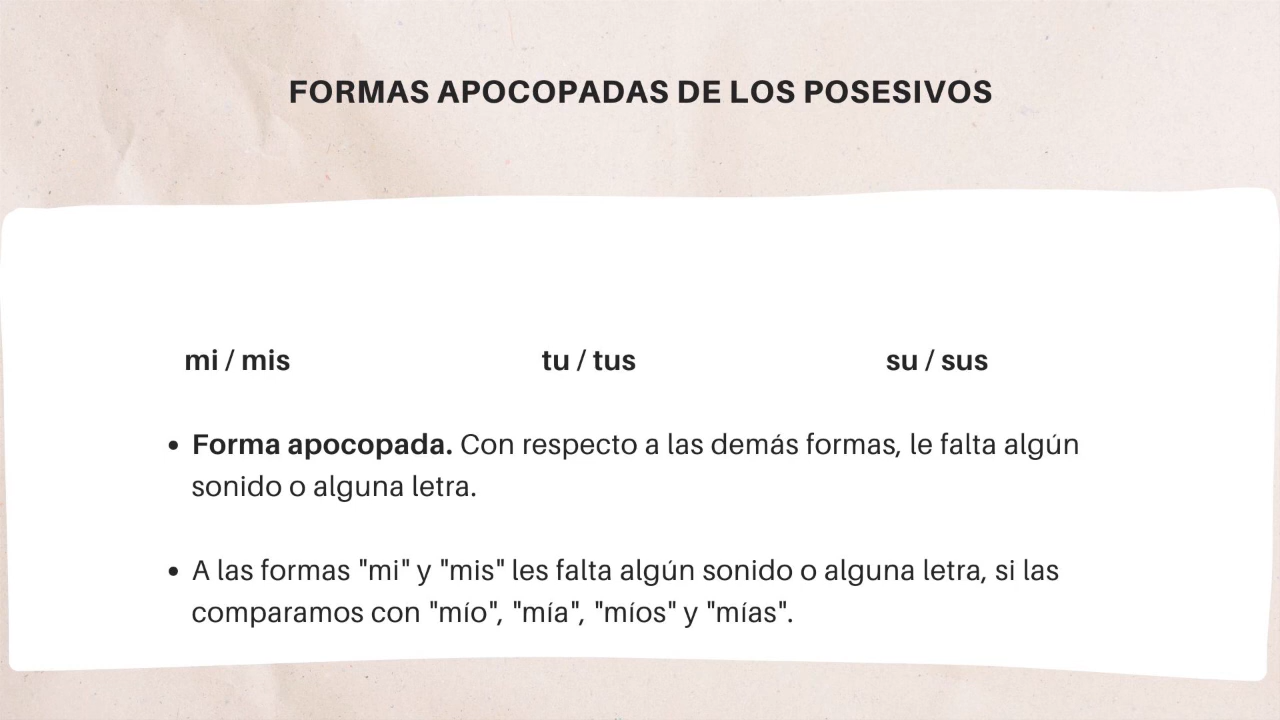 FORMAS APOCOPADAS DE LOS POSESIVOS
mi / mis tu / tus su / sus
• Forma apocopada. Con respecto a las demás formas, le falta algún
sonido o alguna letra.
• A las formas "mi" y "mis" les falta algún sonido o alguna letra, si las
comparamos con "mío", "mía", "míos" y "mías".